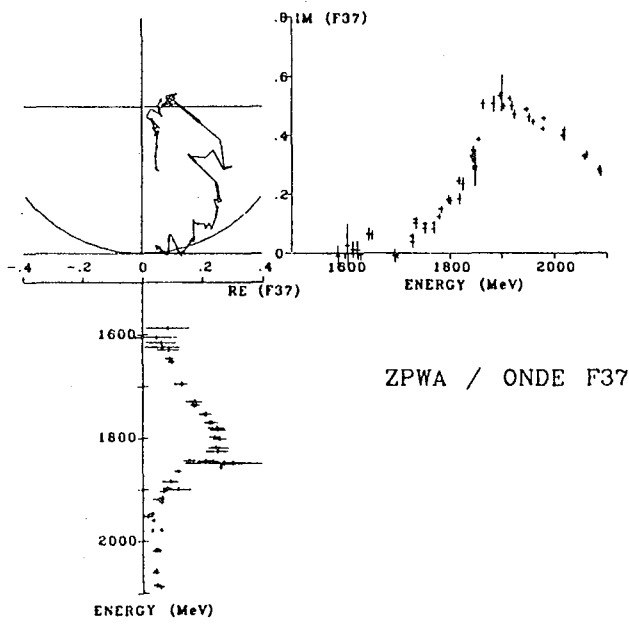 .8 IM (F37)
.6
.4
.2
0
1600 1800 2000
ENERGY (MeV)
-.4 -.2 0 .2 .4
RE (F37)
1600
1800
2000
ENERGY (MeV)
ZPWA / ONDE F37